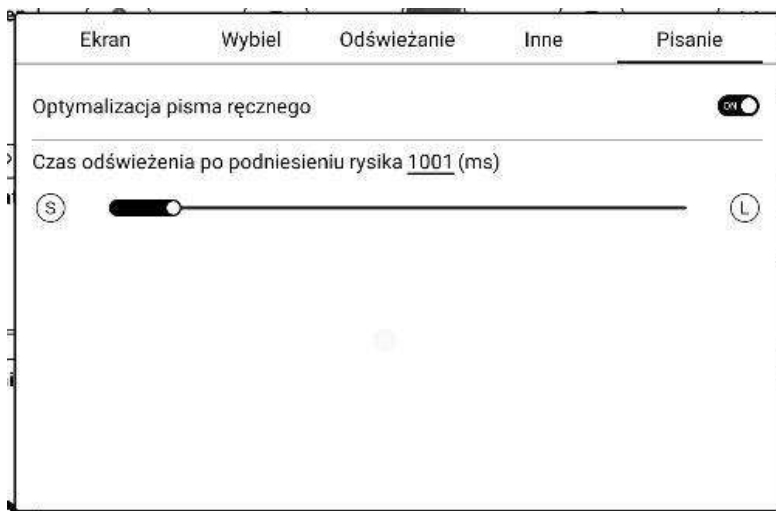 Ekran Wybiel Odświeżanie Inne Pisanie
Optymalizacja pisma ręcznego ON
Czas odświeżenia po podniesieniu rysika 1001 (ms)
S L